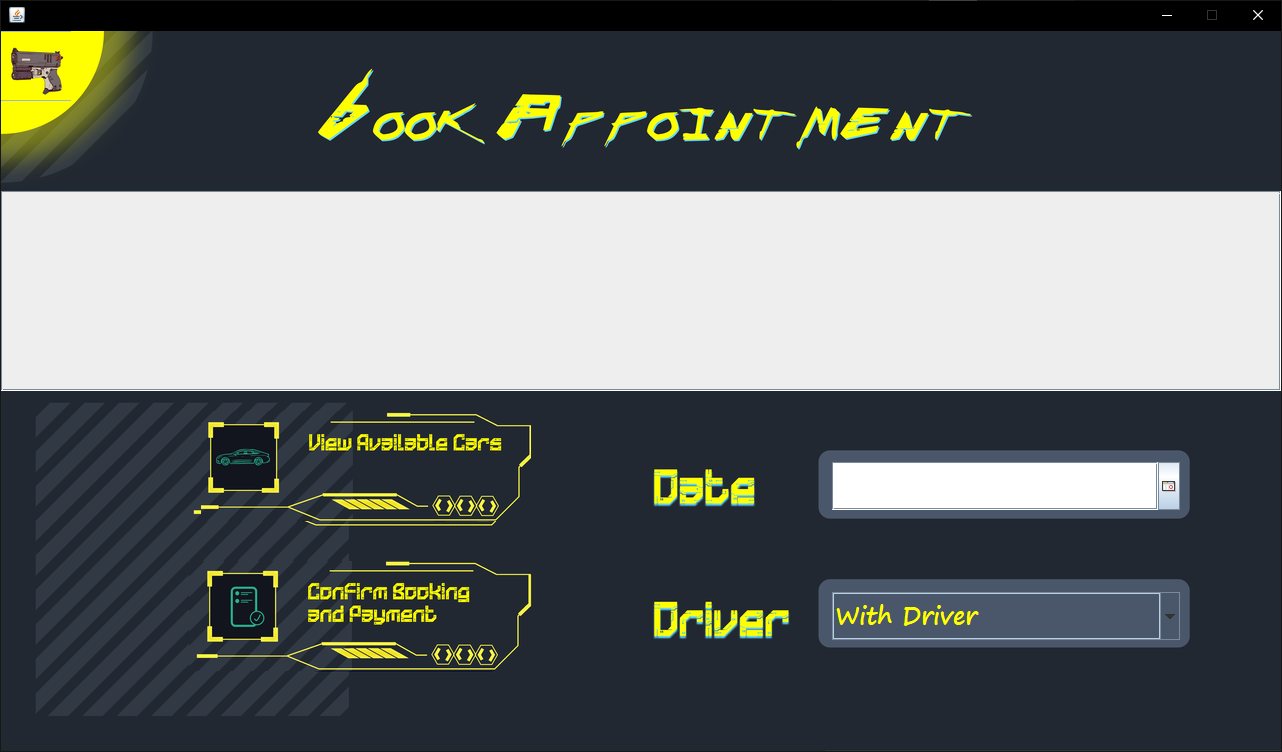 Book Appointment
View Available Cars
Date
Confirm Booking
and Payment
Driver
With Driver